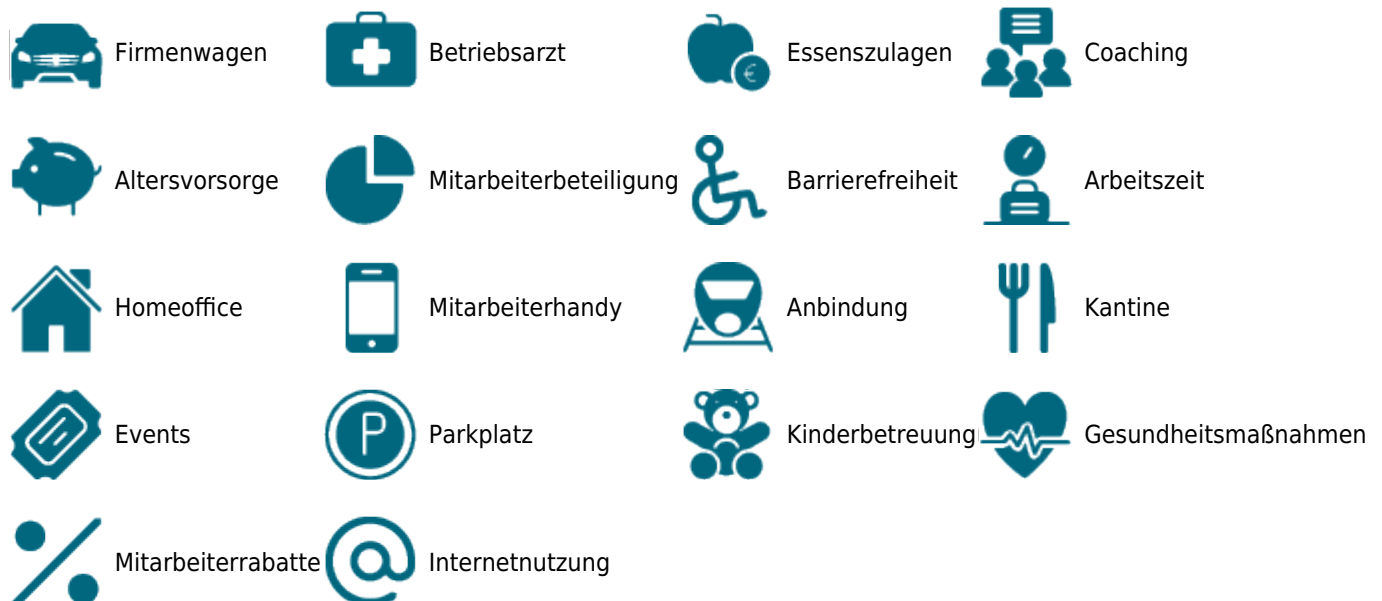 Firmenwagen
Betriebsarzt
Essenszulagen
Coaching
Altersvorsorge
Mitarbeiterbeteiligung
Barrierefreiheit
Arbeitszeit
Homeoffice
Mitarbeiterhandy
Anbindung
Kantine
Events
P
Parkplatz
Kinderbetreuung
Gesundheitsmaßnahmen
Mitarbeiterrabatte
Internetnutzung